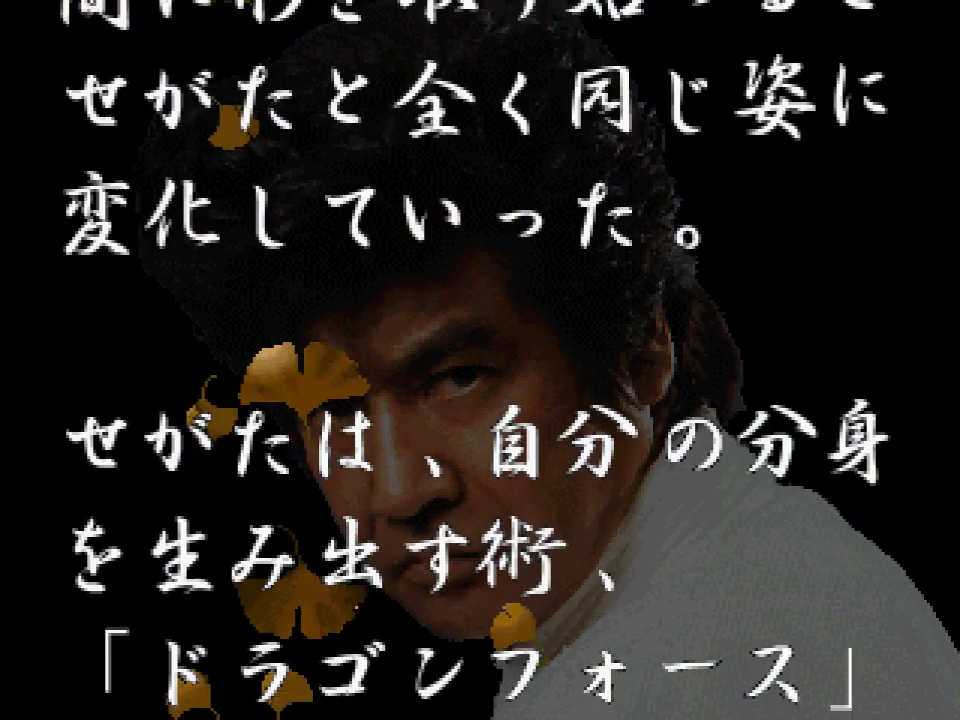 せがたと全く同じ姿に
変化していった。
せがたは、自分の分身
を生み出す術、
「ドラゴンフォース」